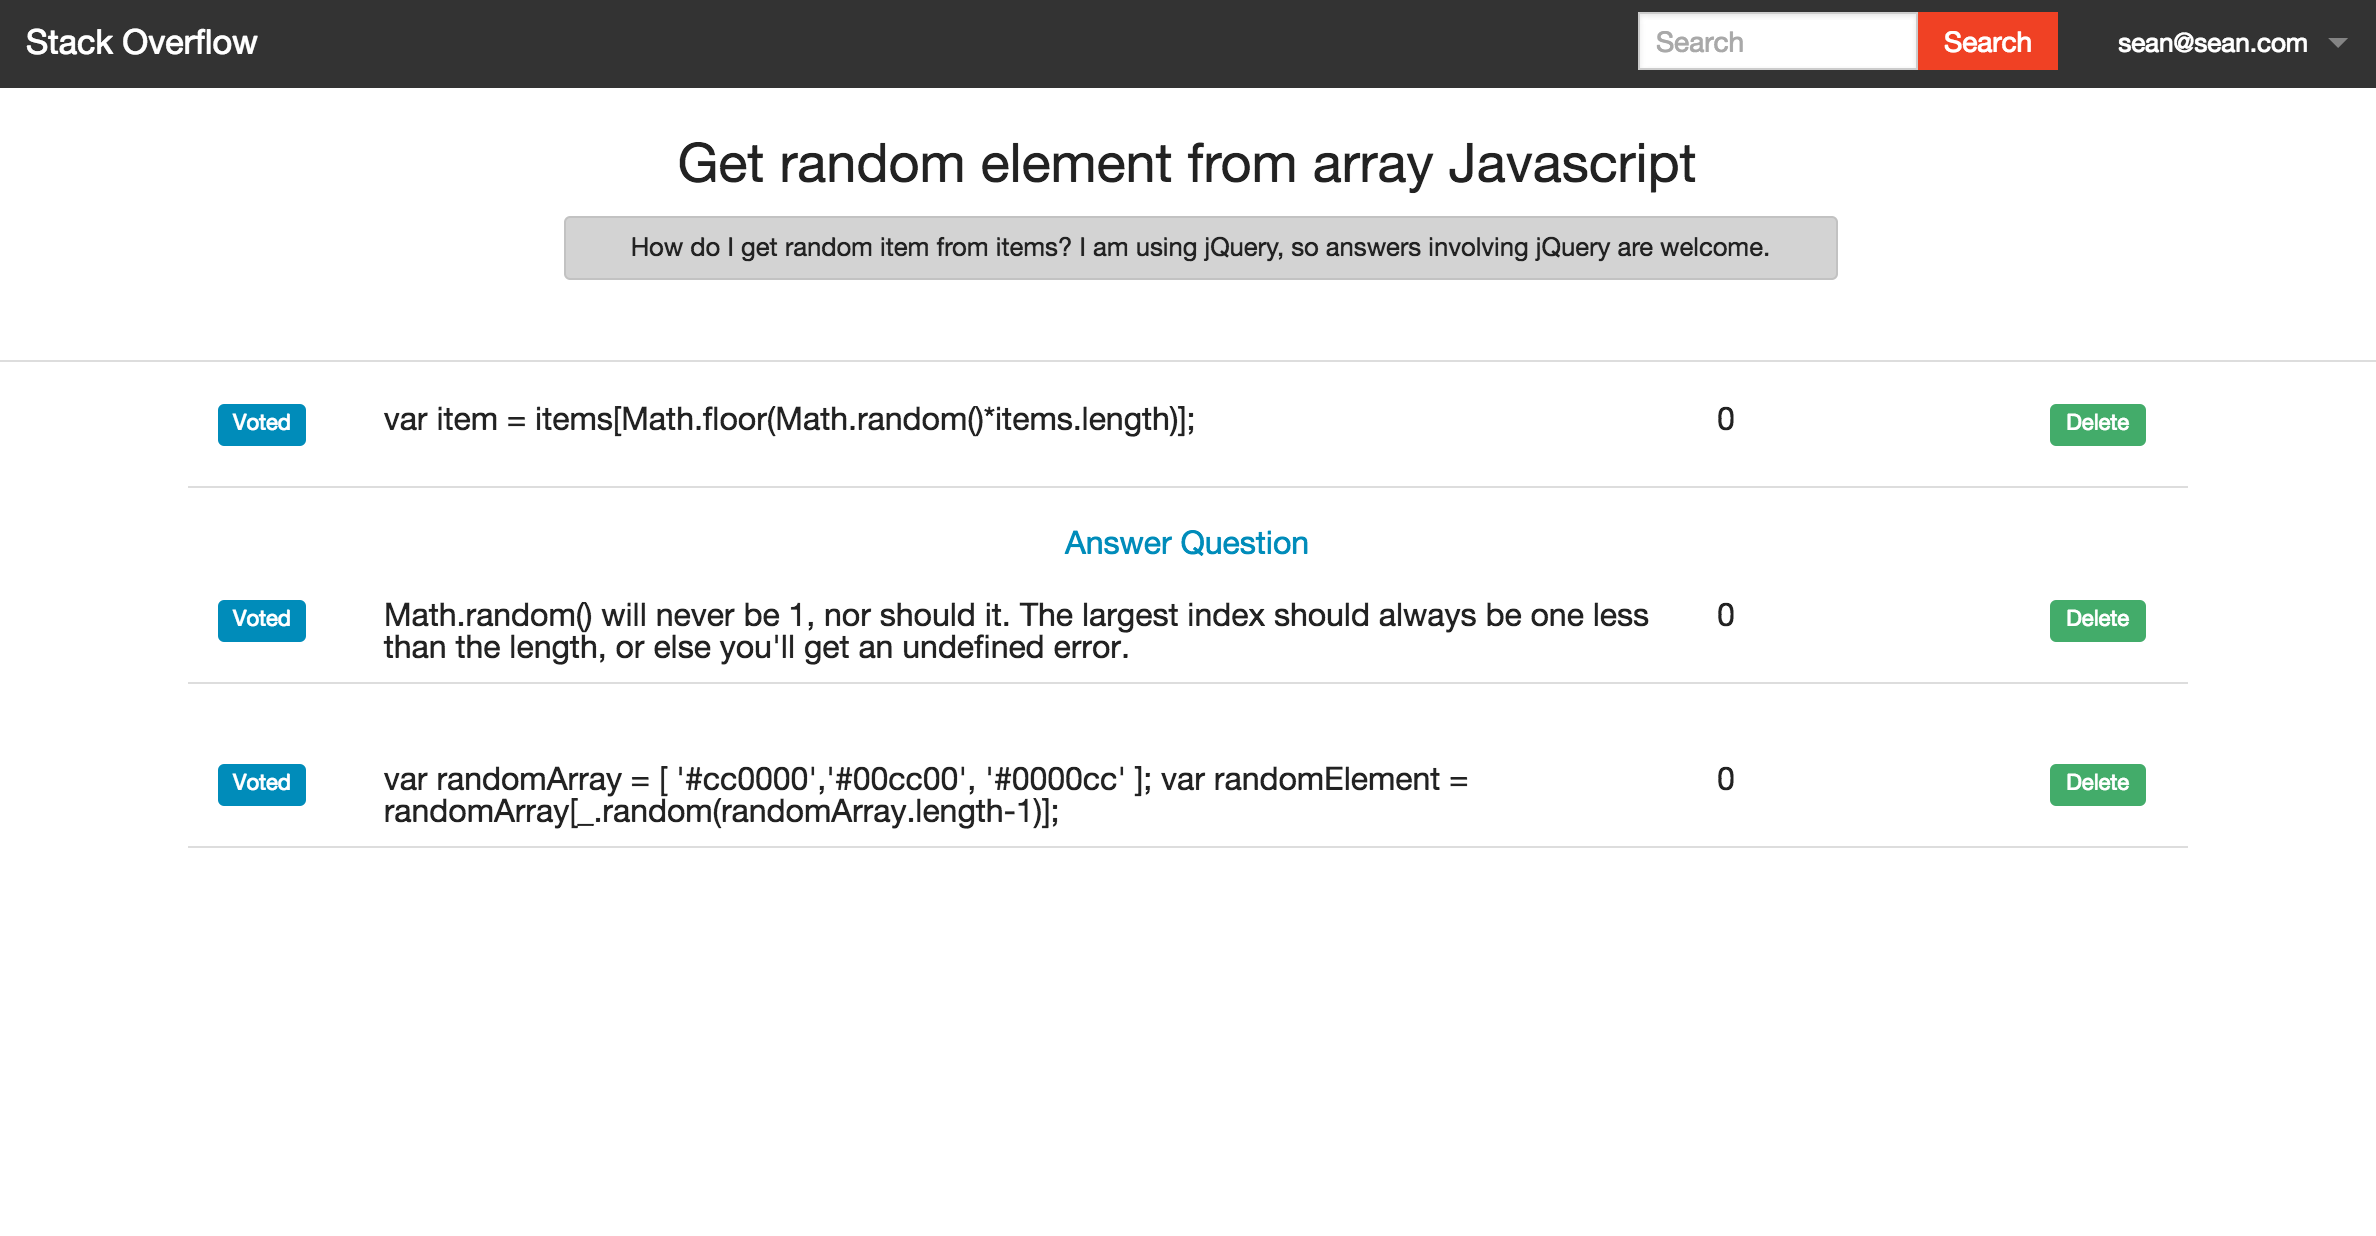 Stack Overflow
Search
Search
sean@sean.com
Get random element from array Javascript
How do I get random item from items? I am using jQuery, so answers involving jQuery are welcome.
Voted
var item = items[Math.floor(Math.random()*items.length)];
0
Delete
Answer Question
Voted
Math.random() will never be 1, nor should it. The largest index should always be one less
than the length, or else you'll get an undefined error.
0
Delete
Voted
var randomArray = [ '#cc0000','#00cc00', '#0000cc' ]; var randomElement =
randomArray[_.random(randomArray.length-1)];
0
Delete